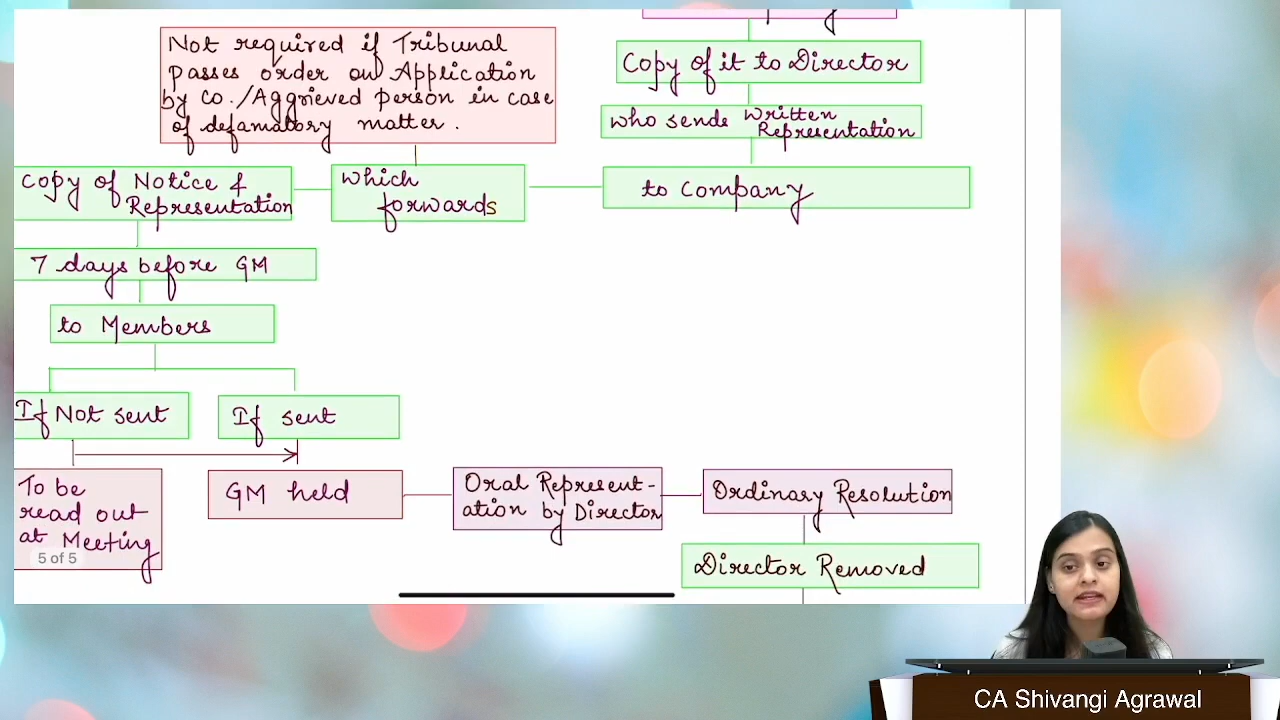 Not required if Tribunal
passes order on Application
by Co./Aggrieved person in case
of defamatory matter.
Copy of it to Director
who sends Written
Representation
to Company
which
forwards
Copy of Notice &
Representation
7 days before GM
to Members
If Not sent
If sent
To be
read out
at Meeting
5 of 5
GM held
Oral Represent-
ation by Director
Ordinary Resolution
Director Removed
CA Shivangi Agrawal